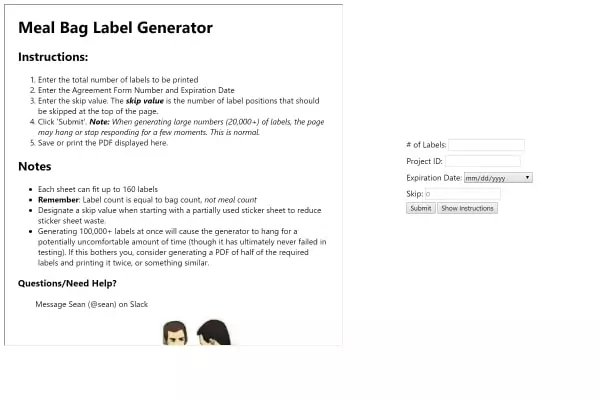 Meal Bag Label Generator
Instructions:
1. Enter the total number of labels to be printed
2. Enter the Agreement Form Number and Expiration Date
3. Enter the skip value. The skip value is the number of label positions that should
be skipped at the top of the page.
4. Click 'Submit'. Note: When generating large numbers (20,000+) of labels, the page
may hang or stop responding for a few moments. This is normal.
5. Save or print the PDF displayed here.
Notes
• Each sheet can fit up to 160 labels
• Remember: Label count is equal to bag count, not meal count
• Designate a skip value when starting with a partially used sticker sheet to reduce
sticker sheet waste.
• Generating 100,000+ labels at once will cause the generator to hang for a
potentially uncomfortable amount of time (though it has ultimately never failed in
testing). If this bothers you, consider generating a PDF of half of the required
labels and printing it twice, or something similar.
Questions/Need Help?
Message Sean (@sean) on Slack
# of Labels:
Project ID:
Expiration Date: mm/dd/yyyy
Skip: 0
Submit Show Instructions